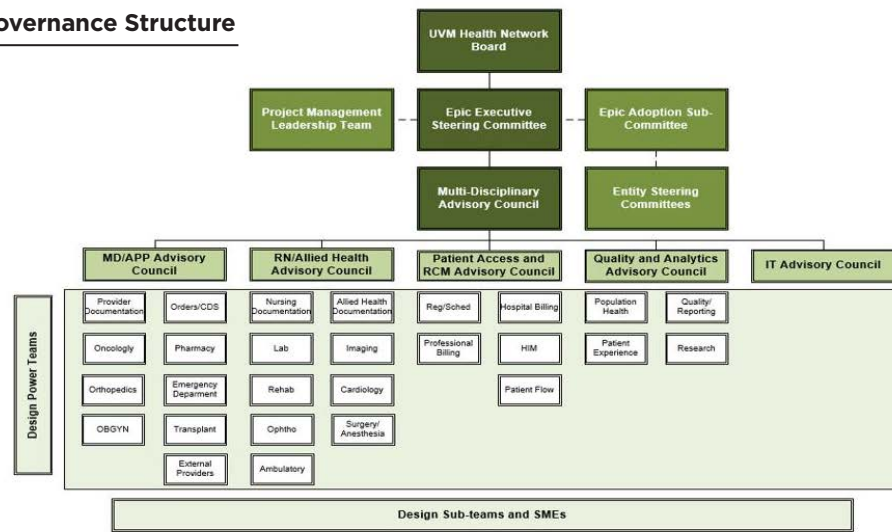 overnance Structure
UVM Health Network
Board
Project Management
Leadership Team
Epic Executive
Steering Committee
Epic Adoption Sub-
Committee
Multi-Disciplinary
Advisory Council
Entity Steering
Committees
MD/APP Advisory
Council
RN/Allied Health
Advisory Council
Patient Access and
RCM Advisory Council
Quality and Analytics
Advisory Council
IT Advisory Council
Design Power Teams
Provider
Documentation
Orders/CDS
Nursing
Documentation
Allied Health
Documentation
Reg/Sched
Hospital Billing
Population
Health
Quality/
Reporting
Oncologly
Pharmacy
Lab
Imaging
Professional
Billing
HIM
Patient
Experience
Research
Orthopedics
Emergency
Deparment
Rehab
Cardiology
Patient Flow
OBGYN
Transplant
Ophtho
Surgery/
Anesthesia
External
Providers
Ambulatory
Design Sub-teams and SMEs